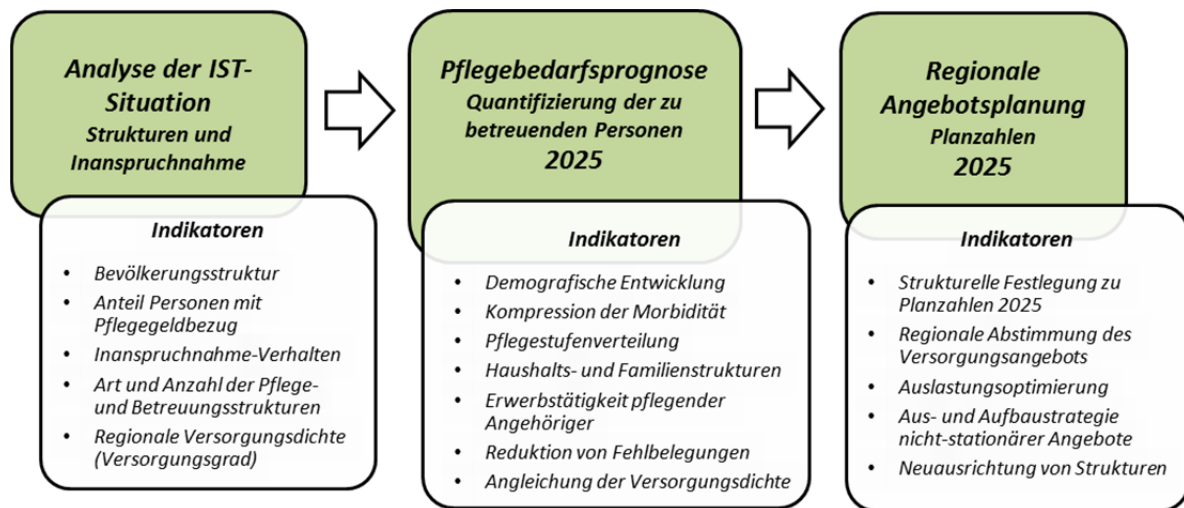 Analyse der IST-
Situation
Strukturen und
Inanspruchnahme
Indikatoren
• Bevölkerungsstruktur
• Anteil Personen mit
Pflegegeldbezug
• Inanspruchnahme-Verhalten
• Art und Anzahl der Pflege-
und Betreuungsstrukturen
• Regionale Versorgungsdichte
(Versorgungsgrad)
Pflegebedarfsprognose
Quantifizierung der zu
betreuenden Personen
2025
Indikatoren
• Demografische Entwicklung
• Kompression der Morbidität
• Pflegestufenverteilung
• Haushalts- und Familienstrukturen
• Erwerbstätigkeit pflegender
Angehöriger
• Reduktion von Fehlbelegungen
• Angleichung der Versorgungsdichte
Regionale
Angebotsplanung
Planzahlen
2025
Indikatoren
• Strukturelle Festlegung zu
Planzahlen 2025
• Regionale Abstimmung des
Versorgungsangebots
• Auslastungsoptimierung
• Aus- und Aufbaustrategie
nicht-stationärer Angebote
• Neuausrichtung von Strukturen